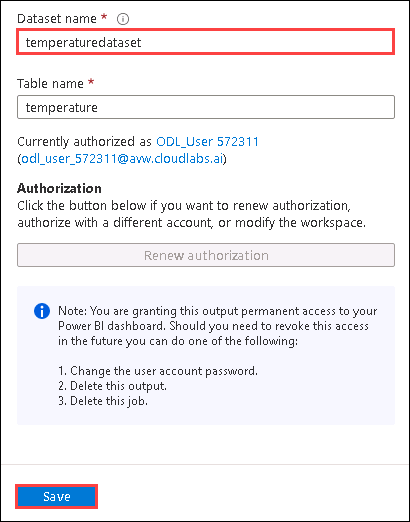 Dataset name *
temperaturedataset
Table name *
temperature
Currently authorized as ODL_User 572311
(odl_user_572311@avw.cloudlabs.ai)
Authorization
Click the button below if you want to renew authorization,
authorize with a different account, or modify the workspace.
Renew authorization
Note: You are granting this output permanent access to your
Power BI dashboard. Should you need to revoke this access
in the future you can do one of the following:
1. Change the user account password.
2. Delete this output.
3. Delete this job.
Save